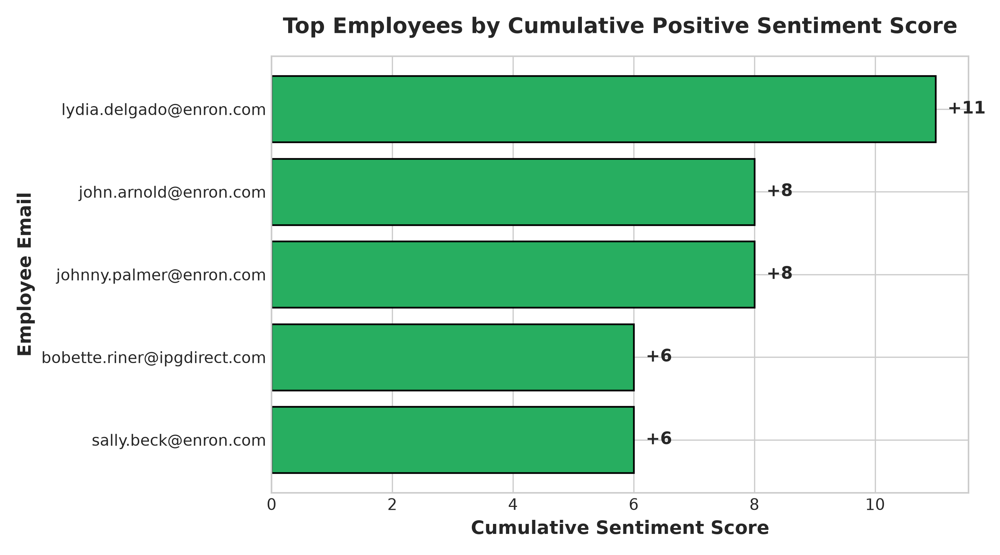 Top Employees by Cumulative Positive Sentiment Score
Employee Email
lydia.delgado@enron.com
+11
john.arnold@enron.com
+8
johnny.palmer@enron.com
+8
bobette.riner@ipgdirect.com
+6
sally.beck@enron.com
+6
0 2 4 6 8 10
Cumulative Sentiment Score